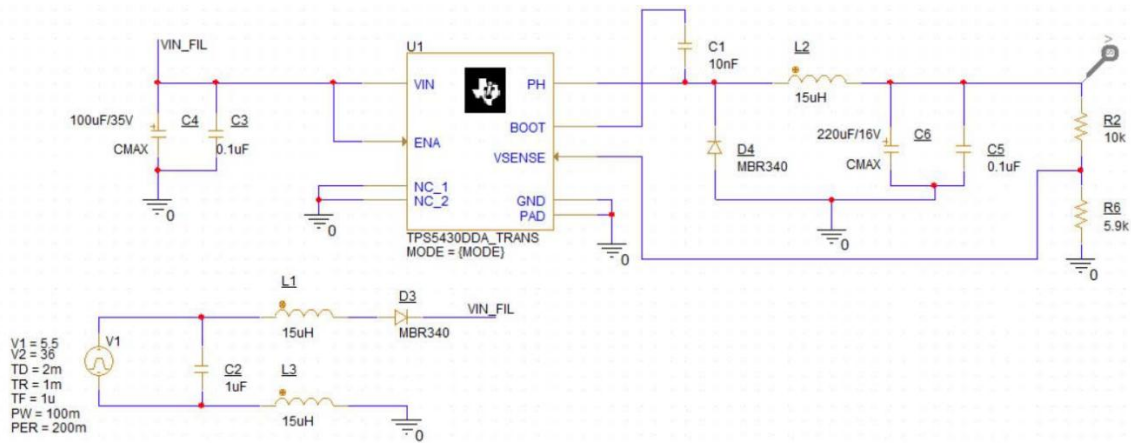 VIN_FIL
100uF/35V
C4
CMAX
C3
0.1uF
0
U1
VIN
ENA
NC_1
NC_2
PH
BOOT
VSENSE
GND
PAD
TPS5430DDA_TRANS
MODE = {MODE}
0
0
C1
10nF
L2
15uH
D4
MBR340
220uF/16V
C6
CMAX
C5
0.1uF
0
V
R2
10k
R6
5.9k
0
V1 = 5.5
V2 = 36
TD = 2m
TR = 1m
TF = 1u
PW = 100m
PER = 200m
V1
C2
1uF
L1
15uH
L3
15uH
D3
MBR340
VIN_FIL
0